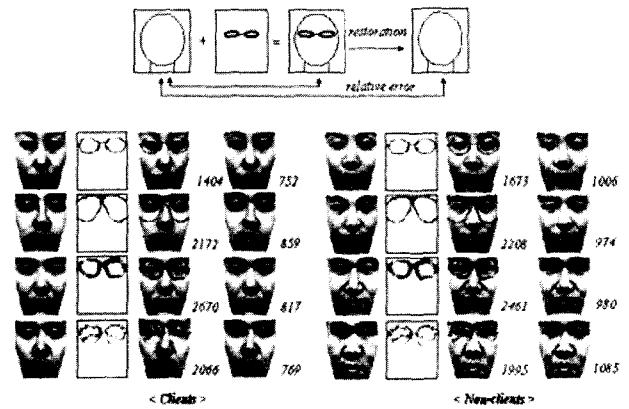 + = restoration
relative error
1404 752 1673 1006
2172 859 2208 974
2670 817 2461 980
2066 769 1995 1085
< Clients > < Non-clients >